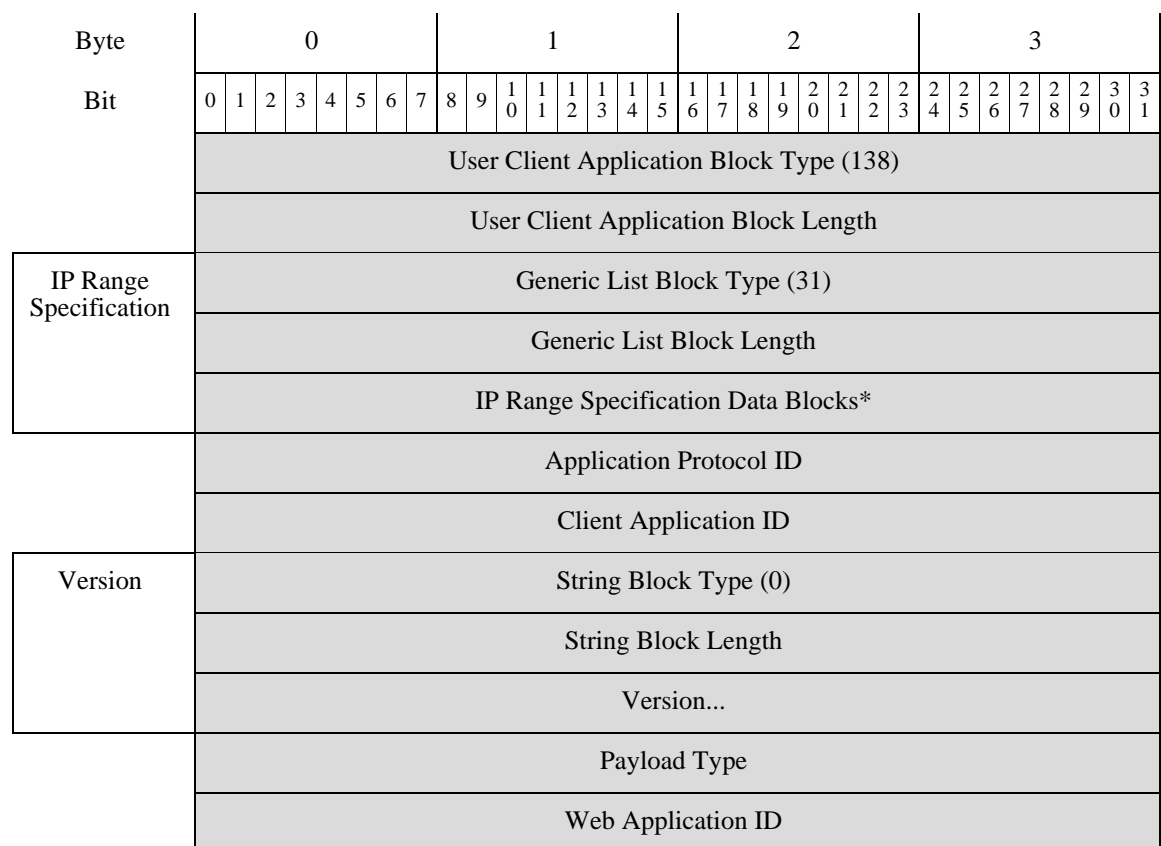 Byte 0 1 2 3
Bit 0 1 2 3 4 5 6 7 8 9 10 11 12 13 14 15 16 17 18 19 20 21 22 23 24 25 26 27 28 29 30 31
User Client Application Block Type (138)
User Client Application Block Length
IP Range
Specification
Generic List Block Type (31)
Generic List Block Length
IP Range Specification Data Blocks*
Application Protocol ID
Client Application ID
Version
String Block Type (0)
String Block Length
Version...
Payload Type
Web Application ID